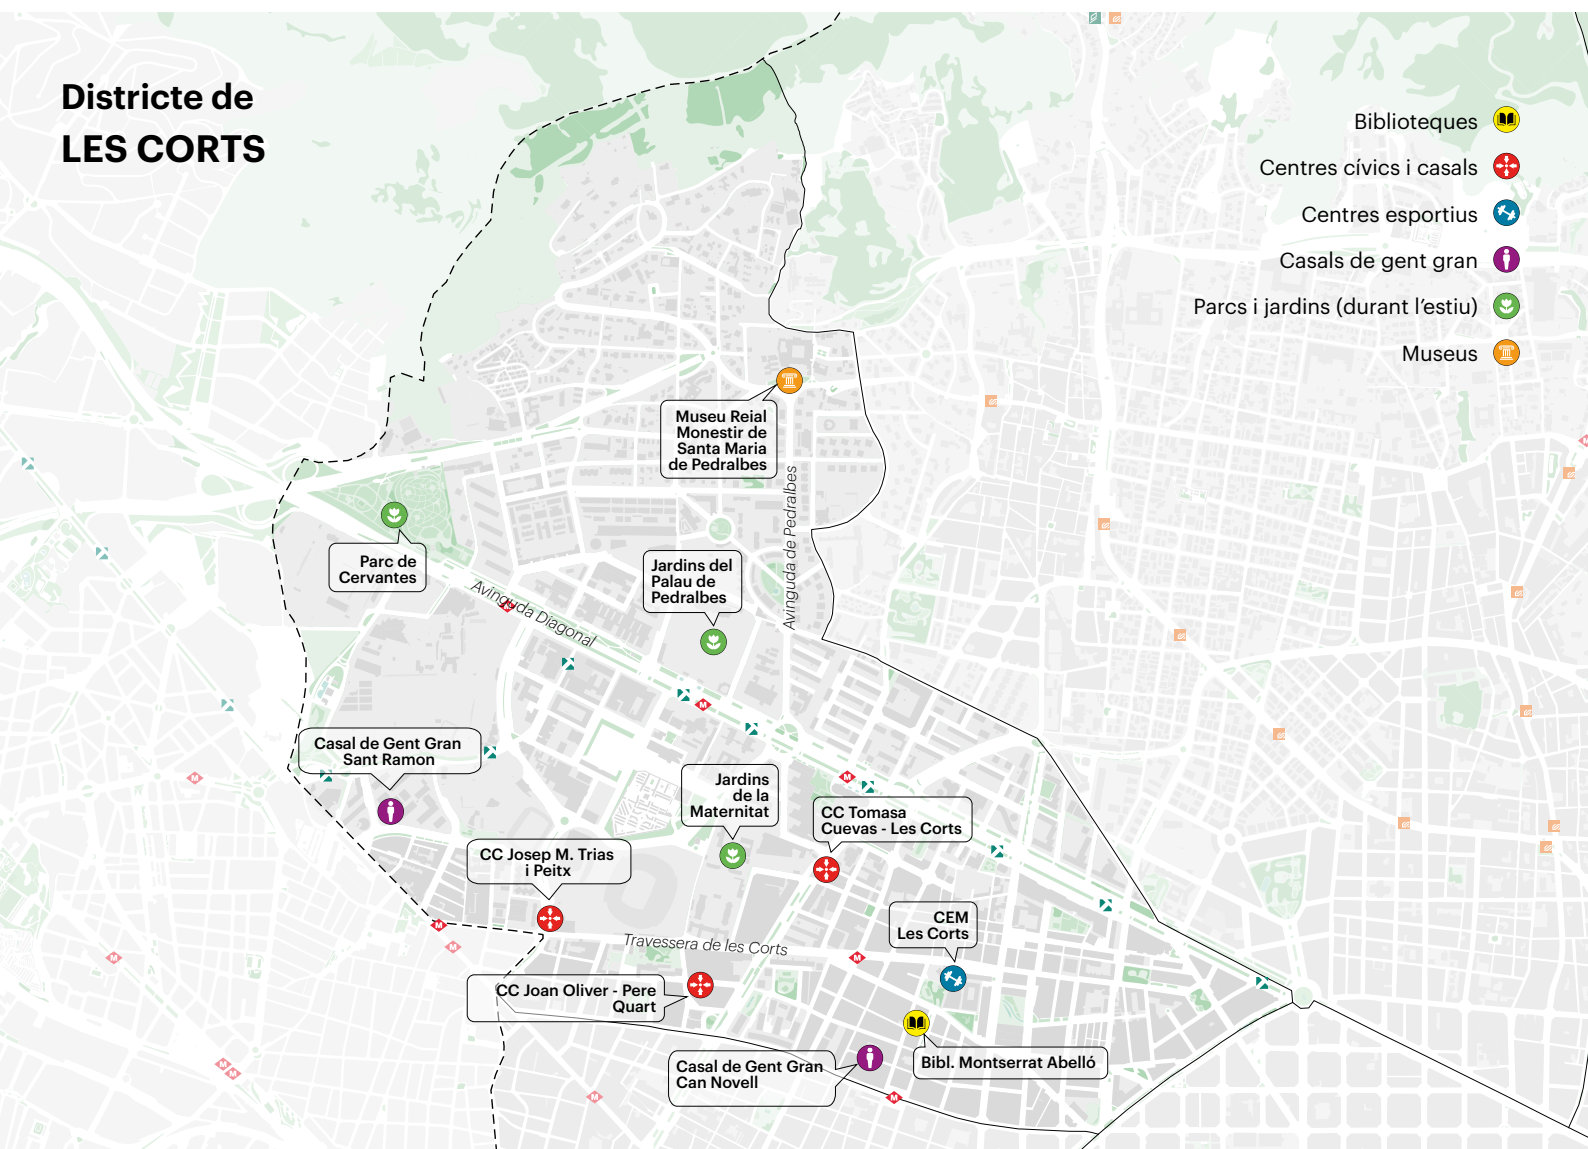 Districte de
LES CORTS
Biblioteques
Centres cívics i casals
Centres esportius
Casals de gent gran
Parcs i jardins (durant l'estiu)
Museus
Museu Reial
Monestir de
Santa Maria
de Pedralbes
Avinguda de Pedralbes
Parc de
Cervantes
Jardins del
Palau de
Pedralbes
Avinguda Diagonal
Casal de Gent Gran
Sant Ramon
Jardins
de la
Maternitat
CC Tomasa
Cuevas - Les Corts
CC Josep M. Trias
i Peitx
CEM
Les Corts
Travessera de les Corts
CC Joan Oliver - Pere
Quart
Bibl. Montserrat Abelló
Casal de Gent Gran
Can Novell